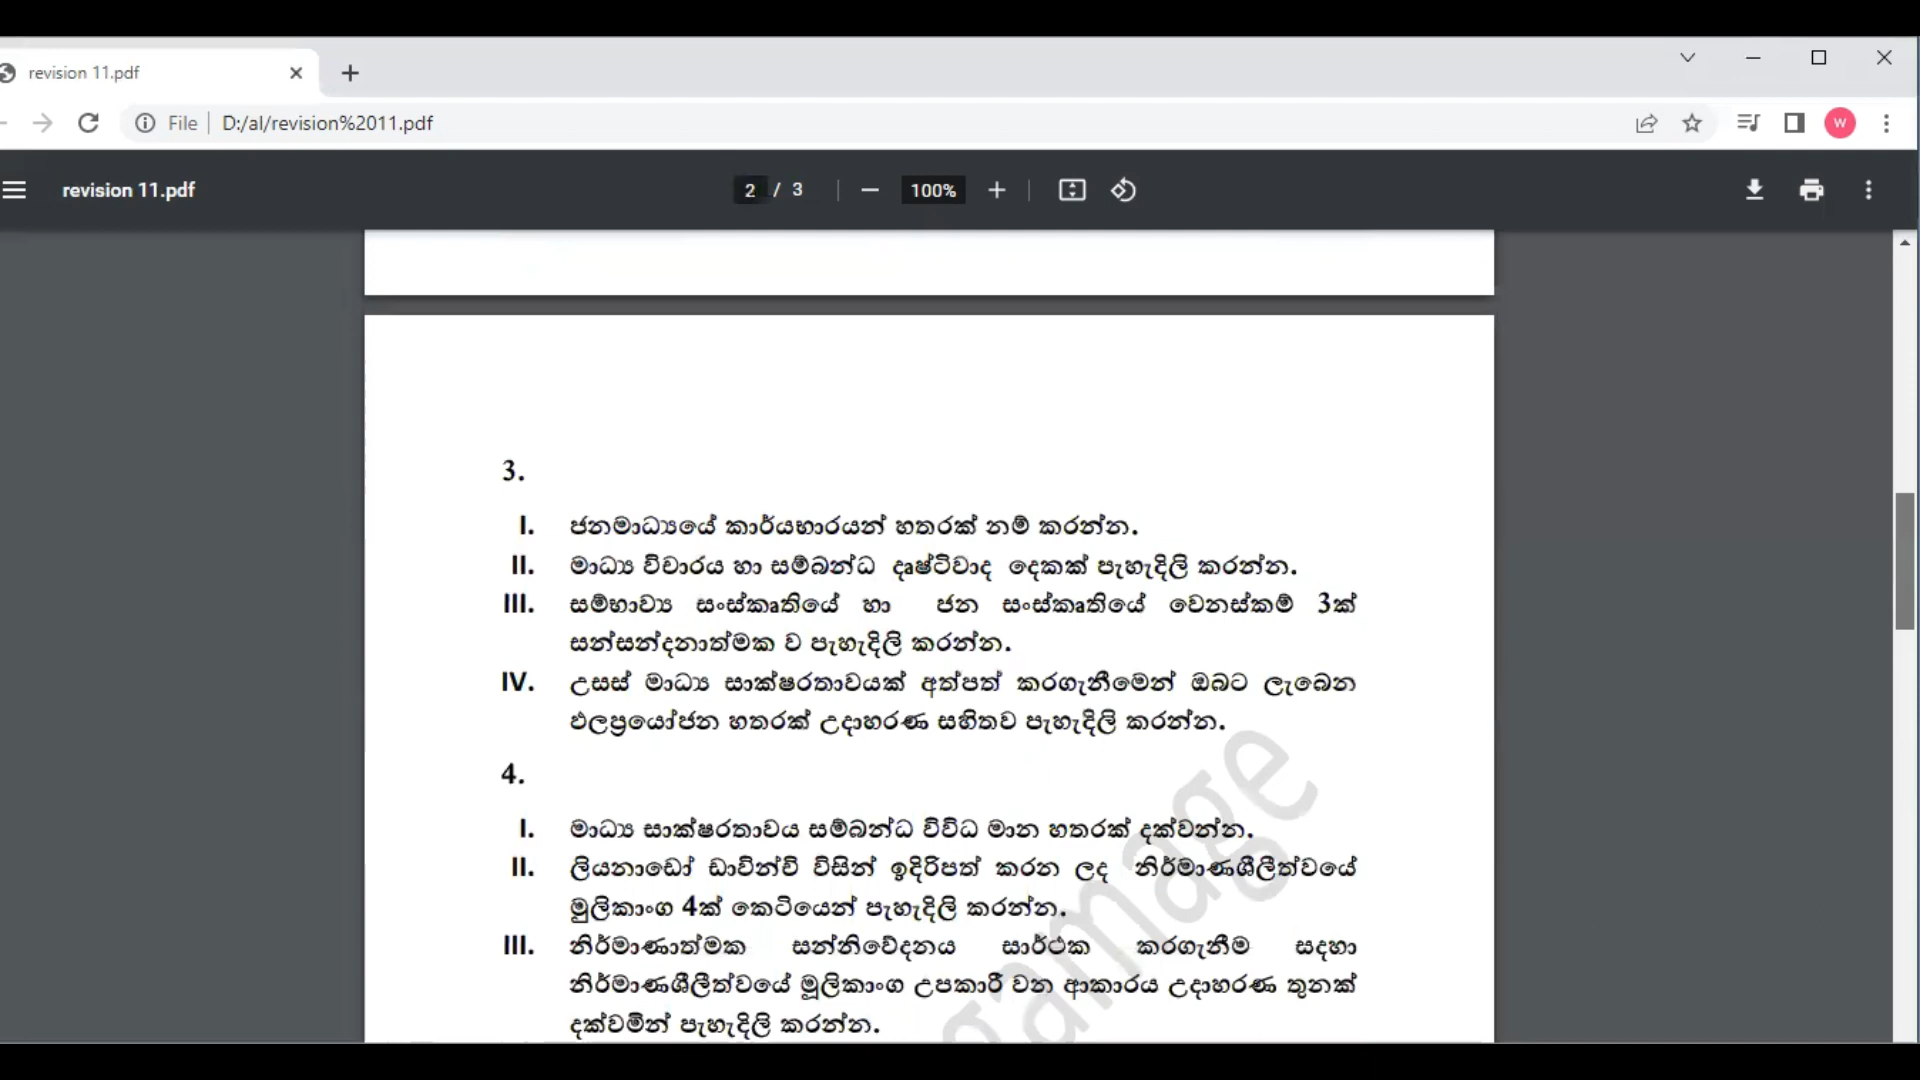 revision 11.pdf
File D:/al/revision%2011.pdf
W
revision 11.pdf
2 / 3
100%
3.
I. ජනමාධ්‍යයේ කාර්යභාරයන් හතරක් නම් කරන්න.
II. මාධ්‍ය විචාරය හා සම්බන්ධ දෘෂ්ටිවාද දෙකක් පැහැදිලි කරන්න.
III. සම්භාව්‍ය සංස්කෘතියේ හා ජන සංස්කෘතියේ වෙනස්කම් 3ක්
සන්සන්දනාත්මක ව පැහැදිලි කරන්න.
IV. උසස් මාධ්‍ය සාක්ෂරතාවයක් අත්පත් කරගැනීමෙන් ඔබට ලැබෙන
ඵලප්‍රයෝජන හතරක් උදාහරණ සහිතව පැහැදිලි කරන්න.
4.
I. මාධ්‍ය සාක්ෂරතාවය සම්බන්ධ විවිධ මාන හතරක් දක්වන්න.
II. ලියනාඩෝ ඩාවින්චි විසින් ඉදිරිපත් කරන ලද නිර්මාණශීලීත්වයේ
මුලිකාංග 4ක් කෙටියෙන් පැහැදිලි කරන්න.
III. නිර්මාණාත්මක සන්නිවේදනය සාර්ථක කරගැනීම සදහා
නිර්මාණශීලීත්වයේ මූලිකාංග උපකාරී වන ආකාරය උදාහරණ තුනක්
දක්වමින් පැහැදිලි කරන්න.
gamage